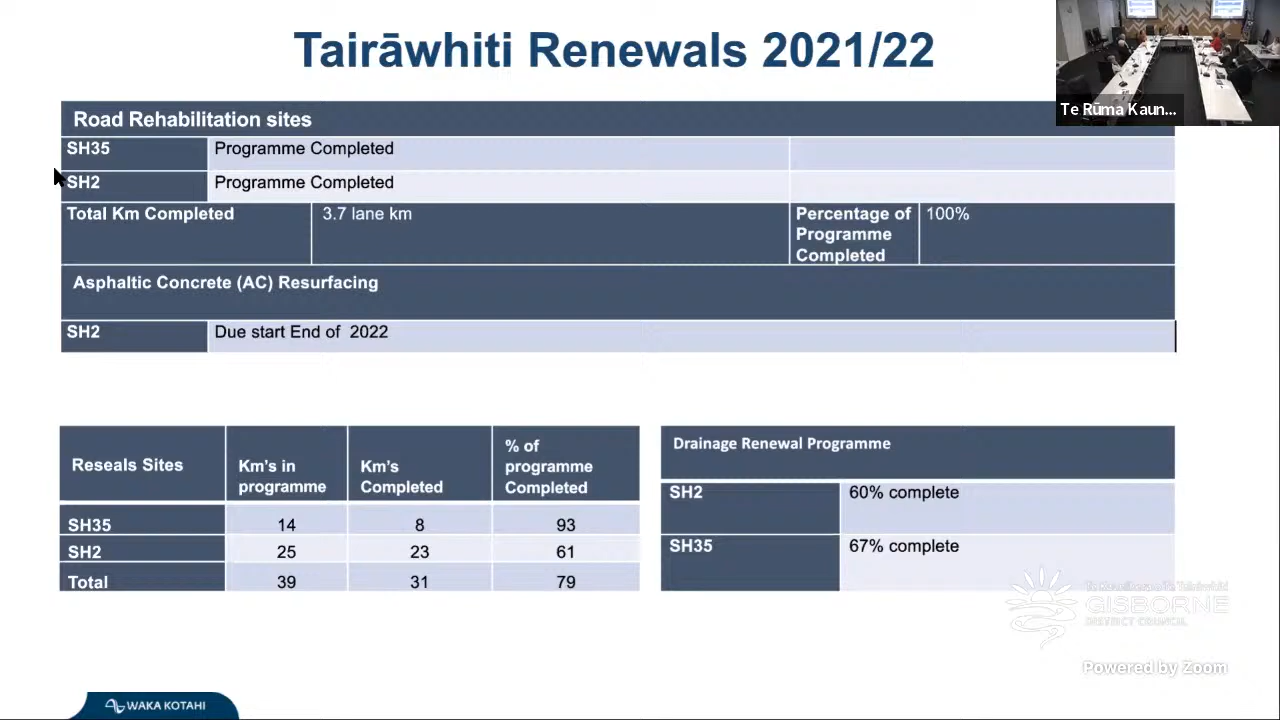 Tairāwhiti Renewals 2021/22
Te Rūma Kaun...
Road Rehabilitation sites
SH35 Programme Completed
SH2 Programme Completed
Total Km Completed 3.7 lane km Percentage of 100%
Programme
Completed
Asphaltic Concrete (AC) Resurfacing
SH2 Due start End of 2022
Reseals Sites
Km's in
programme
Km's
Completed
% of
programme
Completed
SH35 14 8 93
SH2 25 23 61
Total 39 31 79
Drainage Renewal Programme
SH2 60% complete
SH35 67% complete
GISBORNE
DISTRICT COUNCIL
Powered by Zoom
WAKA KOTAHI